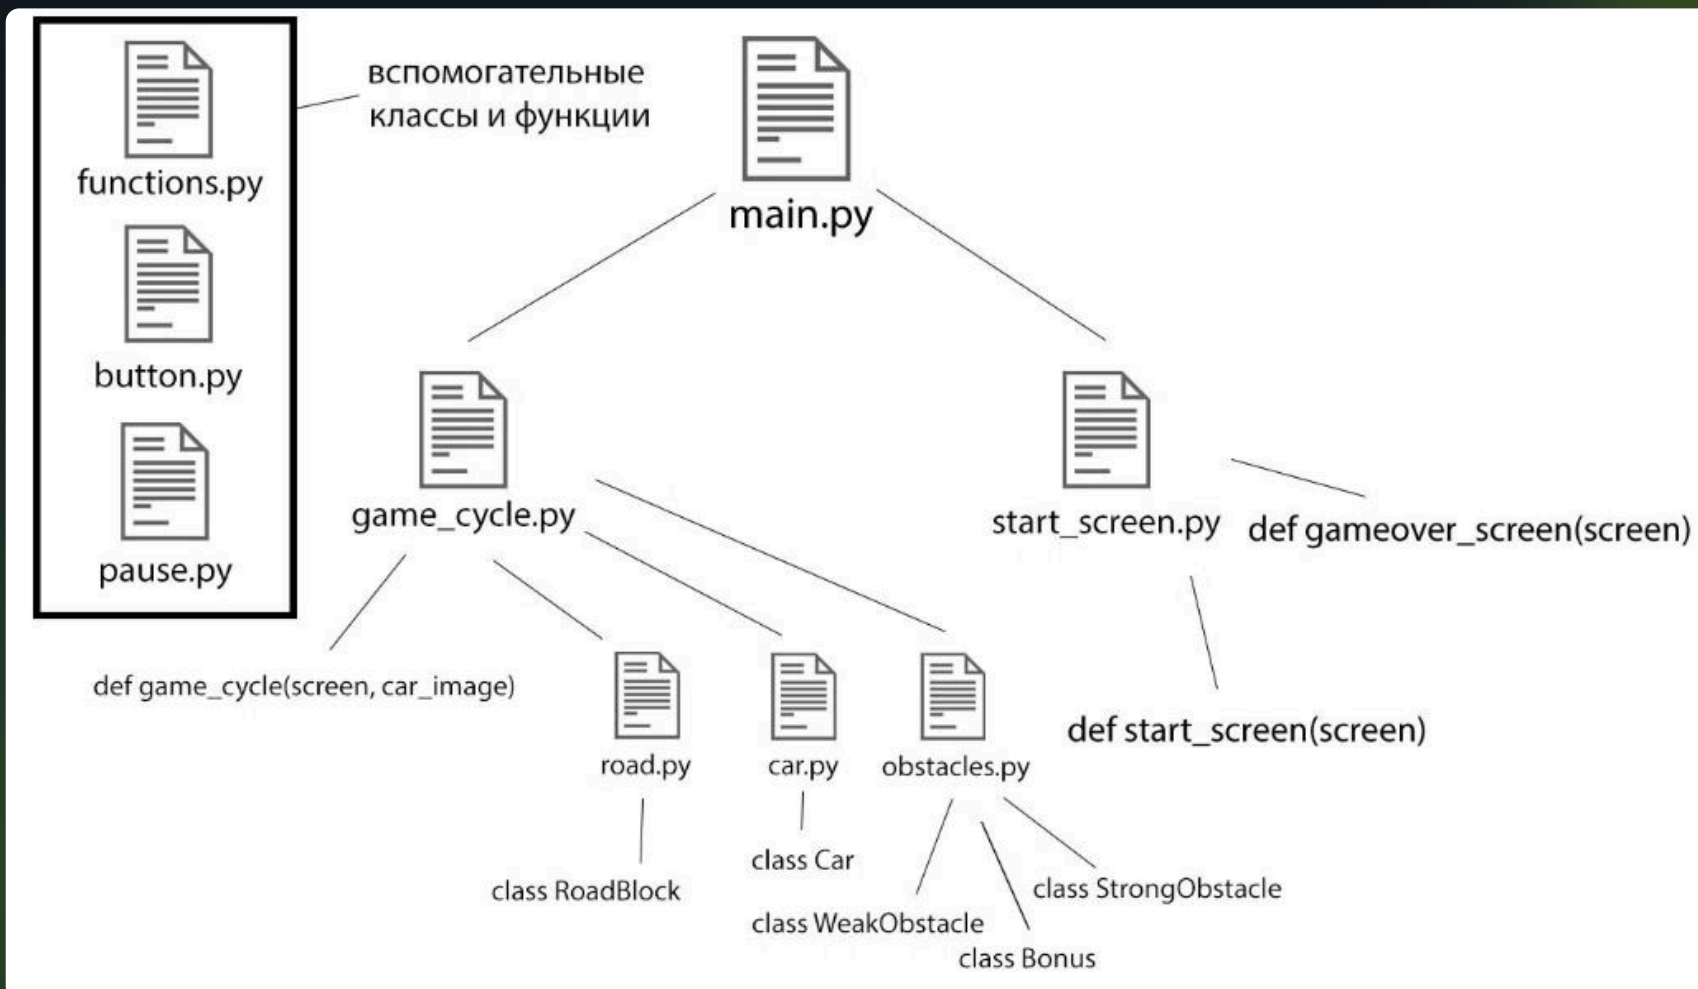 вспомогательные
классы и функции
functions.py
button.py
pause.py
main.py
game_cycle.py
start_screen.py
def gameover_screen(screen)
def game_cycle(screen, car_image)
def start_screen(screen)
road.py
car.py
obstacles.py
class RoadBlock
class Car
class WeakObstacle
class Bonus
class StrongObstacle